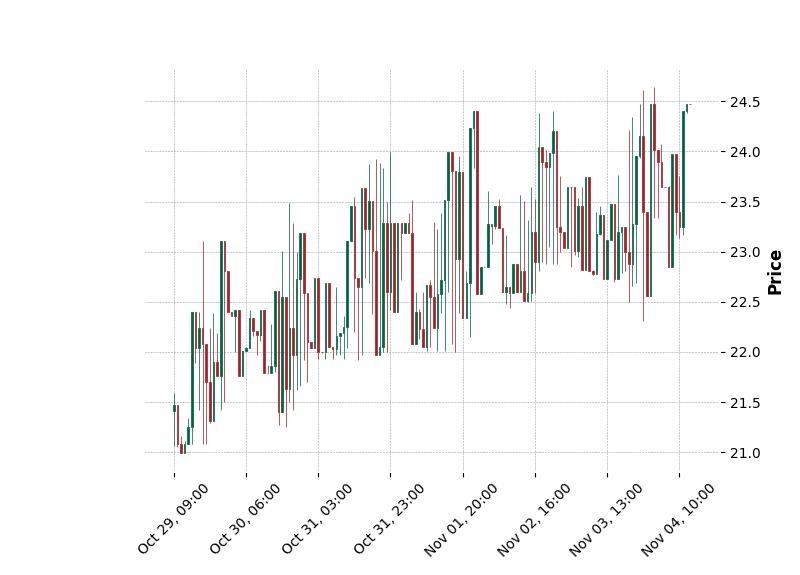 24.5
24.0
23.5
23.0
22.5
22.0
21.5
21.0
Price
Oct 29, 09:00
Oct 30, 06:00
Oct 31, 03:00
Oct 31, 23:00
Nov 01, 20:00
Nov 02, 16:00
Nov 03, 13:00
Nov 04, 10:00